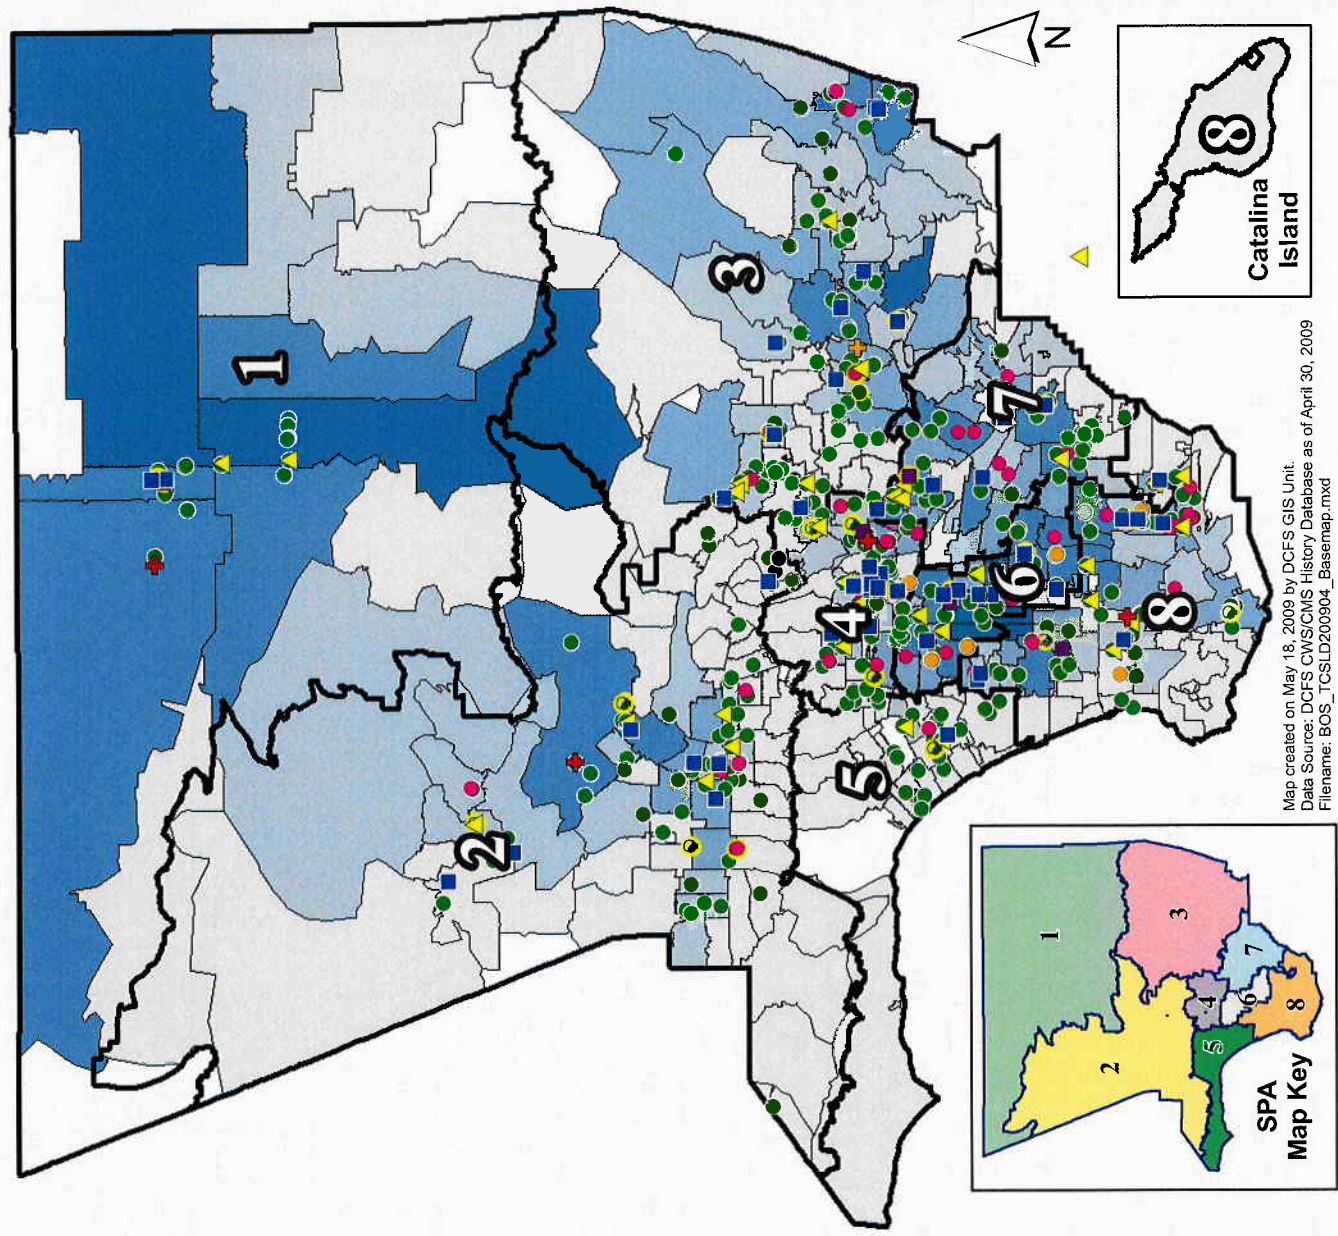 1
2
3
4
5
6
7
8
N
8
Catalina
Island
Map created on May 18, 2009 by DCFS GIS Unit.
Data Source: DCFS CWS/CMS History Database as of April 30, 2009
Filename: BOS_TCSLD200904_Basemap.mxd
1
2
3
4
5
6
7
8
SPA
Map Key